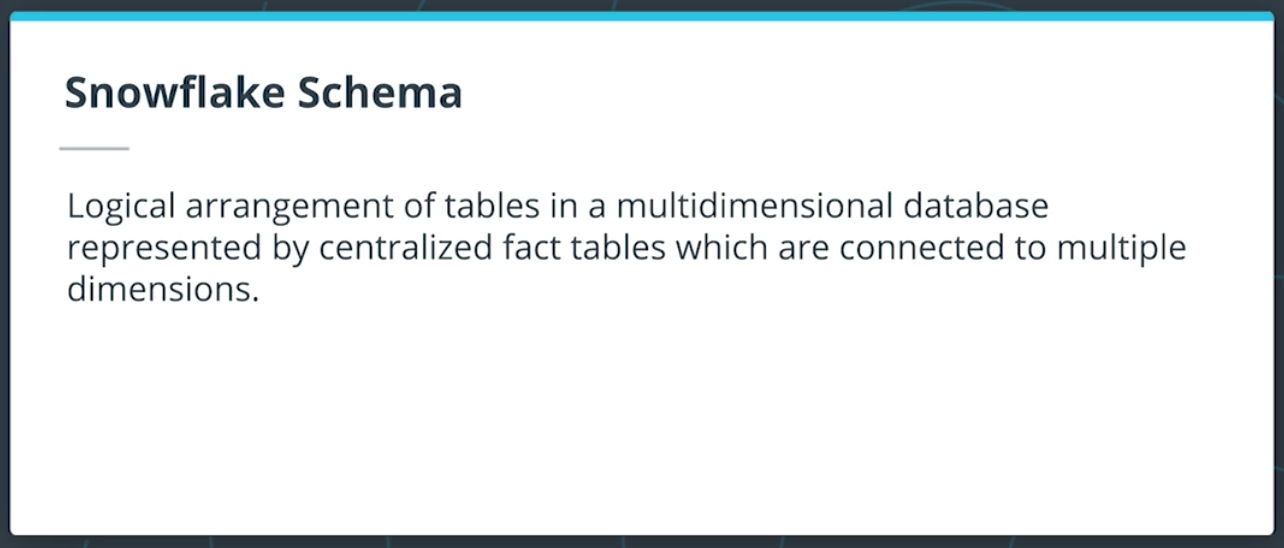 Snowflake Schema
Logical arrangement of tables in a multidimensional database
represented by centralized fact tables which are connected to multiple
dimensions.